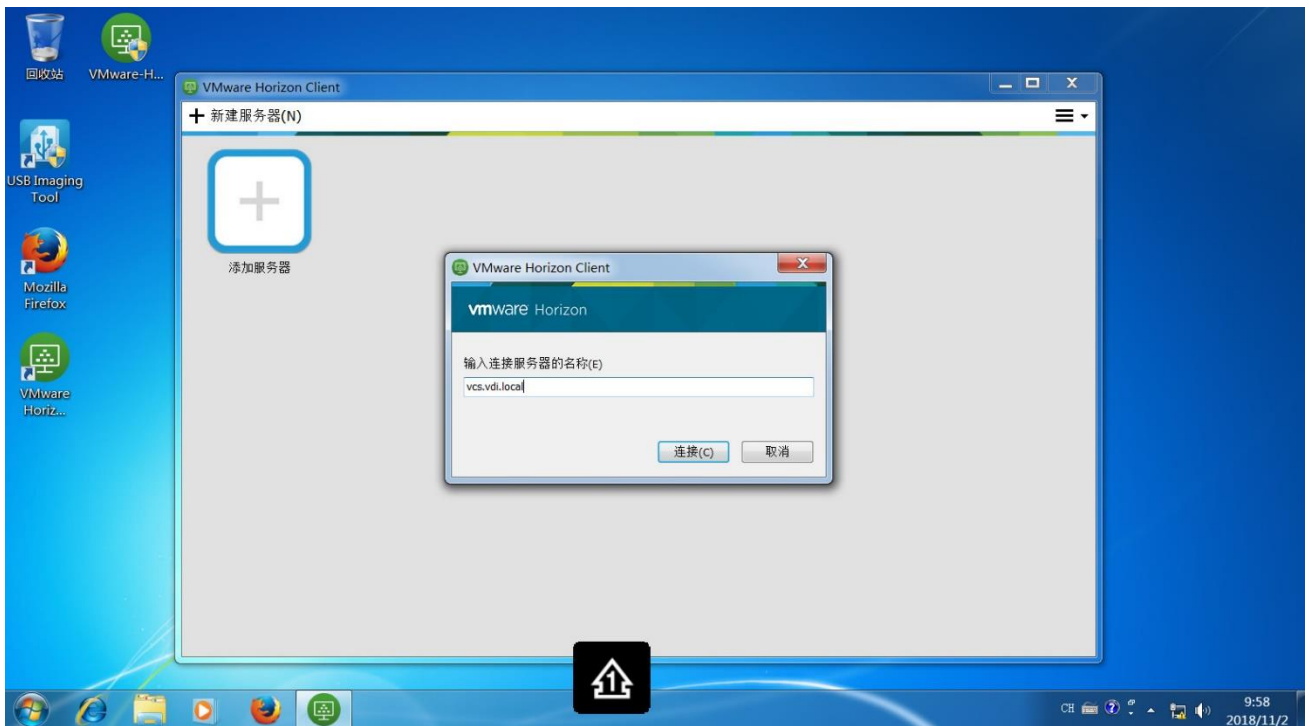 回收站
VMware-H...
USB Imaging
Tool
Mozilla
Firefox
VMware
Horiz...
VMware Horizon Client
新建服务器(N)
添加服务器
VMware Horizon Client
vmware Horizon
输入连接服务器的名称(E)
vcs.vdi.local
连接(C)
取消
1
CH
9:58
2018/11/2